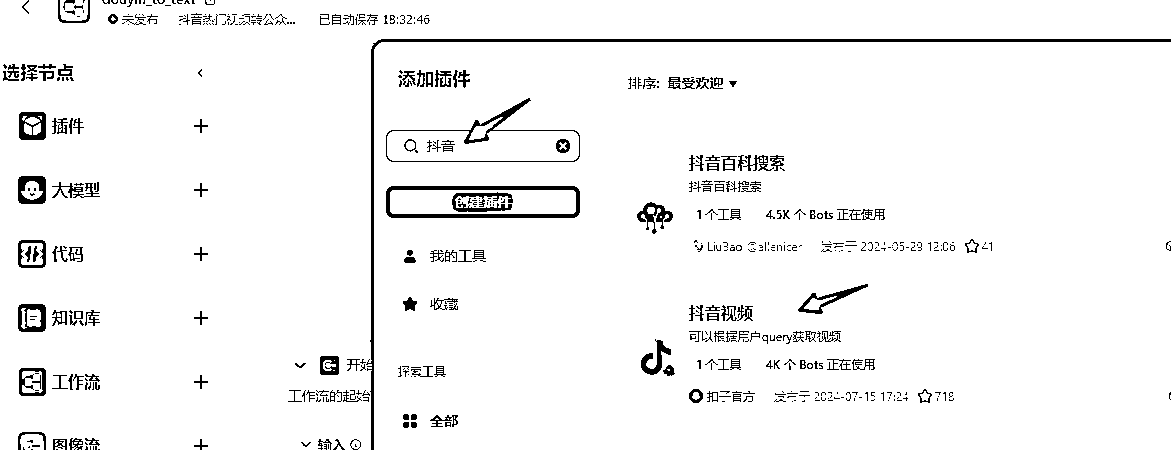 未发布 抖音热门视频转公众... 已自动保存 18:32:46
选择节点
插件
大模型
代码
知识库
工作流
图像流
开始
工作流的起始
输入
添加插件
抖音
创建插件
我的工具
收藏
探索工具
全部
排序: 最受欢迎
抖音百科搜索
抖音百科搜索
1个工具 4.5K 个 Bots 正在使用
LiuBao 发布于 2024-05-29 12:06 41
抖音视频
可以根据用户query获取视频
1个工具 4K 个 Bots 正在使用
扣子官方 发布于 2024-07-15 17:24 718